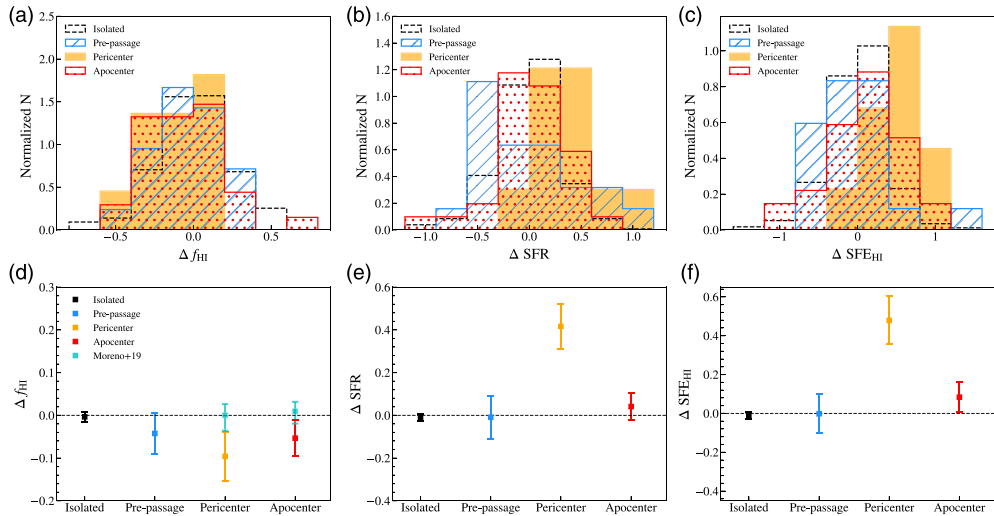 (a)
2.5
2.0
1.5
1.0
0.5
0.0
Normalized N
Isolated
Pre-passage
Pericenter
Apocenter
−0.5
0.0
0.5
Δ fHI
(b)
1.6
1.4
1.2
1.0
0.8
0.6
0.4
0.2
0.0
Normalized N
Isolated
Pre-passage
Pericenter
Apocenter
−1.0
−0.5
0.0
0.5
1.0
Δ SFR
(c)
1.0
0.8
0.6
0.4
0.2
0.0
Normalized N
Isolated
Pre-passage
Pericenter
Apocenter
−1
0
1
Δ SFEHI
(d)
0.3
0.2
0.1
0.0
−0.1
−0.2
Δ fHI
Isolated
Pre-passage
Pericenter
Apocenter
Moreno+19
Isolated
Pre-passage
Pericenter
Apocenter
(e)
0.6
0.4
0.2
0.0
−0.2
−0.4
Δ SFR
Isolated
Pre-passage
Pericenter
Apocenter
(f)
0.6
0.4
0.2
0.0
−0.2
−0.4
Δ SFEHI
Isolated
Pre-passage
Pericenter
Apocenter